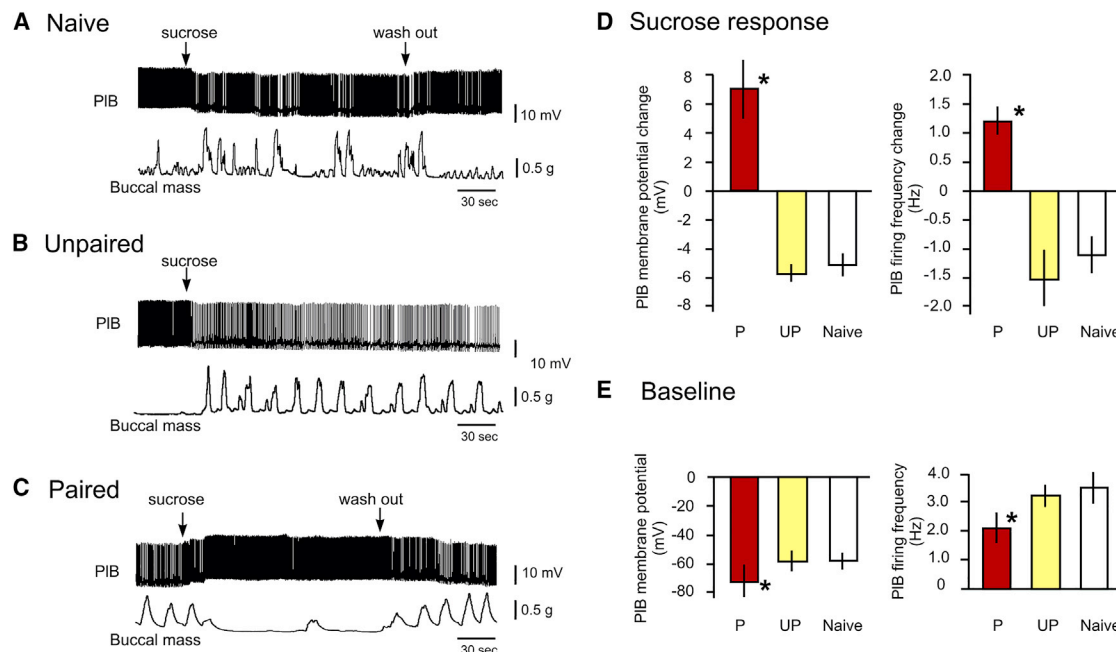 A Naive
sucrose
wash out
PIB
10 mV
0.5 g
Buccal mass
30 sec
B Unpaired
sucrose
PIB
10 mV
0.5 g
Buccal mass
30 sec
C Paired
sucrose
wash out
PIB
10 mV
0.5 g
Buccal mass
30 sec
D Sucrose response
PIB membrane potential change
(mV)
8
6
4
2
0
-2
-4
-6
-8
*
P UP Naive
PIB firing frequency change
(Hz)
2.0
1.5
1.0
0.5
0
-0.5
-1.0
-1.5
-2.0
*
P UP Naive
E Baseline
PIB membrane potential
(mV)
0
-20
-40
-60
-80
*
P UP Naive
PIB firing frequency
(Hz)
4.0
3.0
2.0
1.0
0
*
P UP Naive